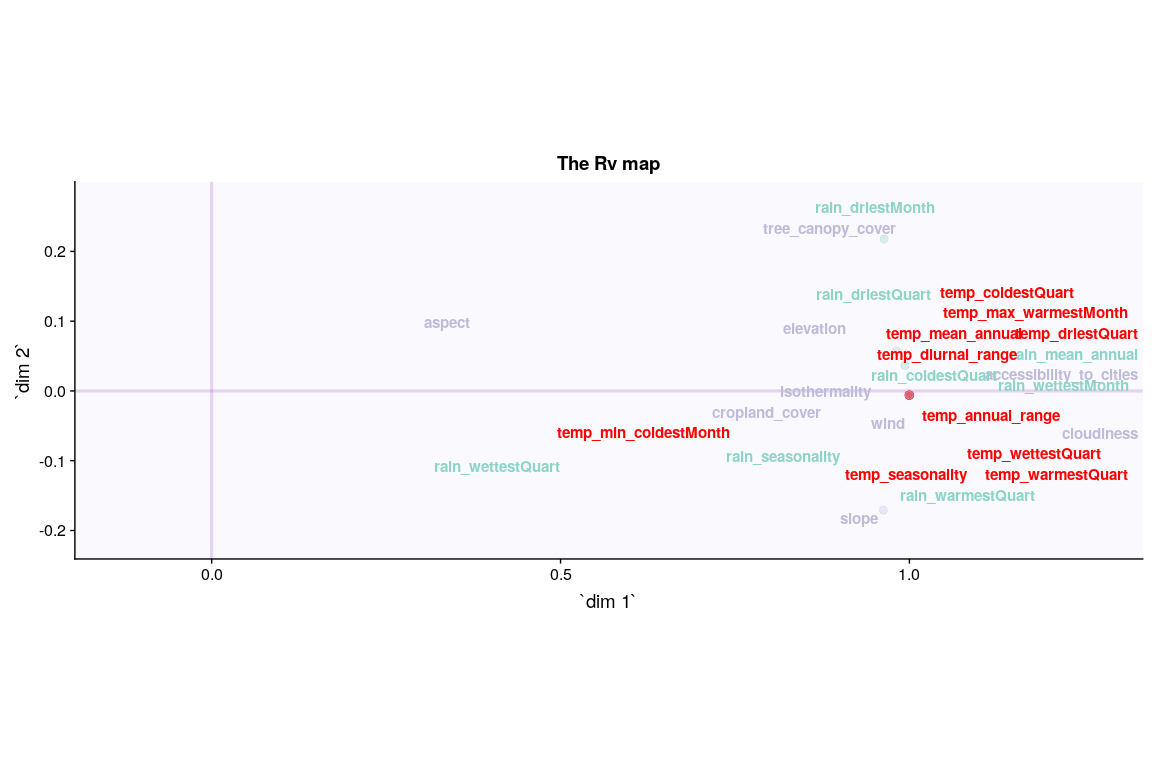 The Rv map
rain_driestMonth
tree_canopy_cover
0.2
rain_driestQuart
temp_coldestQuart
temp_max_warmestMonth
aspect
elevation
0.1
temp_mean_annual
temp_driestQuart
temp_diurnal_range
ain_mean_annual
rain_coldestQuart
accessibility_to_cities
rain_wettestMonth
0.0
isothermality
cropland_cover
temp_annual_range
wind
temp_min_coldestMonth
cloudiness
-0.1
rain_seasonality
temp_wettestQuart
rain_wettestQuart
temp_seasonality
temp_warmestQuart
rain_warmestQuart
slope
-0.2
0.0
0.5
1.0
`dim 1`
`dim 2`